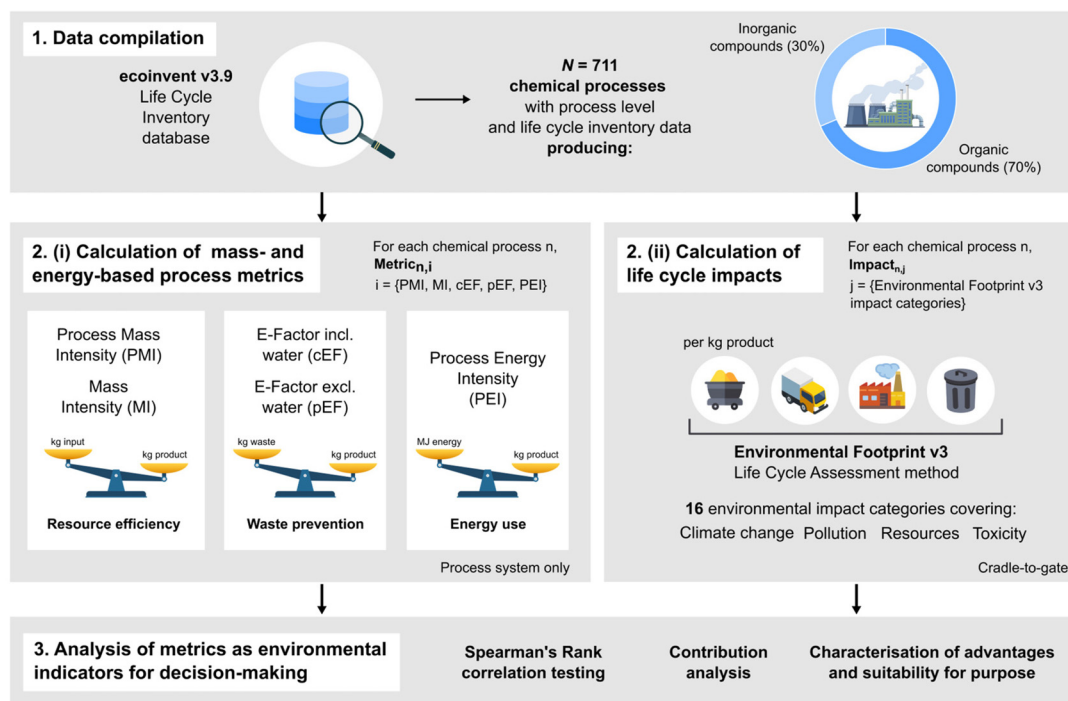 1. Data compilation
ecoinvent v3.9
Life Cycle
Inventory
database
N = 711
chemical processes
with process level
and life cycle inventory data
producing:
Inorganic
compounds (30%)
Organic
compounds (70%)
2. (i) Calculation of mass- and
energy-based process metrics
For each chemical process n,
Metricn,i
i = {PMI, MI, cEF, pEF, PEI}
Process Mass
Intensity (PMI)
Mass
Intensity (MI)
kg input
kg product
Resource efficiency
E-Factor incl.
water (cEF)
E-Factor excl.
water (pEF)
kg waste
kg product
Waste prevention
Process Energy
Intensity
(PEI)
MJ energy
kg product
Energy use
Process system only
2. (ii) Calculation of
life cycle impacts
For each chemical process n,
Impactn,j
j = {Environmental Footprint v3
impact categories}
per kg product
Environmental Footprint v3
Life Cycle Assessment method
16 environmental impact categories covering:
Climate change Pollution Resources Toxicity
Cradle-to-gate
3. Analysis of metrics as environmental
indicators for decision-making
Spearman's Rank
correlation testing
Contribution
analysis
Characterisation of advantages
and suitability for purpose